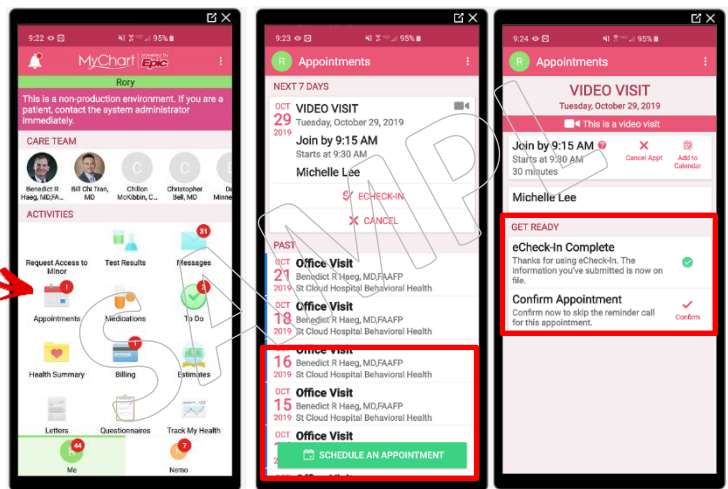 9:22
95%
MyChart powered by Epic
Rory
This is a non-production environment. If you are a
patient, contact the system administrator
immediately.
CARE TEAM
C
C
Benedict R
Haeg, MD,FA...
Bill Chi Tran,
MD
Chillon
McKibbin, C...
Christopher
Bell, MD
De
Minne
ACTIVITIES
Request Access to
Minor
Test Results
31
Messages
1
Appointments
Medications
To Do
Health Summary
1
Billing
Estimates
Letters
Questionnaires
Track My Health
44
Me
7
Nemo
9:23
95%
R Appointments
NEXT 7 DAYS
OCT
29
2019
VIDEO VISIT
Tuesday, October 29, 2019
Join by 9:15 AM
Starts at 9:30 AM
Michelle Lee
ECHECK-IN
CANCEL
PAST
OCT
21
2019
Office Visit
Benedict R Haeg, MD,FAAFP
St Cloud Hospital Behavioral Health
OCT
18
2019
Office Visit
Benedict R Haeg, MD,FAAFP
St Cloud Hospital Behavioral Health
OCT
16
2019
Office Visit
Benedict R Haeg, MD,FAAFP
St Cloud Hospital Behavioral Health
OCT
15
2019
Office Visit
Benedict R Haeg, MD,FAAFP
St Cloud Hospital Behavioral Health
OCT
Office Visit
SCHEDULE AN APPOINTMENT
9:24
95%
R Appointments
VIDEO VISIT
Tuesday, October 29, 2019
This is a video visit
Join by 9:15 AM
Starts at 9:30 AM
30 minutes
Cancel Appt
Add to
Calendar
Michelle Lee
GET READY
eCheck-In Complete
Thanks for using eCheck-In. The
information you've submitted is now on
file.
Confirm Appointment
Confirm now to skip the reminder call
for this appointment.
Confirm
SAMPLE